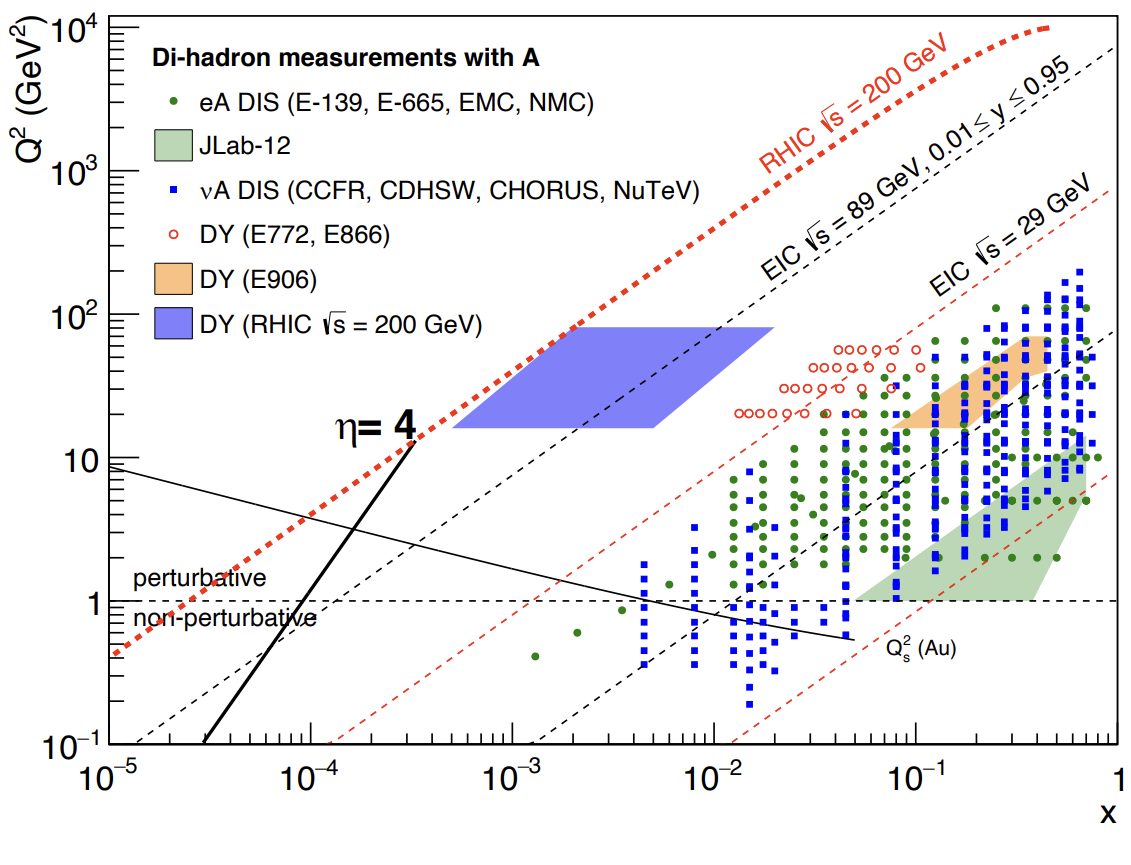 Q² (GeV²)
10⁴
10³
10²
10
1
10⁻¹
Di-hadron measurements with A
eA DIS (E-139, E-665, EMC, NMC)
JLab-12
νA DIS (CCFR, CDHSW, CHORUS, NuTeV)
DY (E772, E866)
DY (E906)
DY (RHIC √s = 200 GeV)
RHIC √s = 200 GeV
EIC √s = 89 GeV, 0.01 ≤ y ≤ 0.95
EIC √s = 29 GeV
η= 4
perturbative
non-perturbative
Qₛ² (Au)
10⁻⁵
10⁻⁴
10⁻³
10⁻²
10⁻¹
1
x